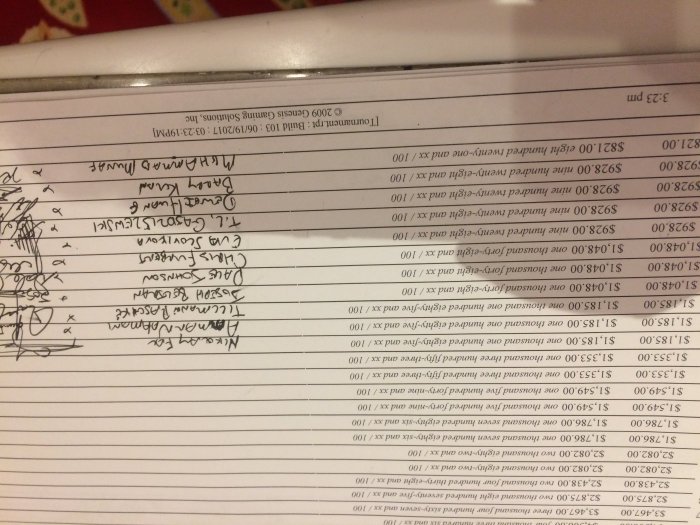 $3,467.00 $3,467.00 three thousand four hundred sixty-seven and xx / 100
$2,875.00 $2,875.00 two thousand eight hundred seventy-five and xx / 100
$2,438.00 $2,438.00 two thousand four hundred thirty-eight and xx / 100
$2,082.00 $2,082.00 two thousand eighty-two and xx / 100
$2,082.00 $2,082.00 two thousand eighty-two and xx / 100
$1,786.00 $1,786.00 one thousand seven hundred eighty-six and xx / 100
$1,786.00 $1,786.00 one thousand seven hundred eighty-six and xx / 100
$1,549.00 $1,549.00 one thousand five hundred forty-nine and xx / 100
$1,549.00 $1,549.00 one thousand five hundred forty-nine and xx / 100
$1,353.00 $1,353.00 one thousand three hundred fifty-three and xx / 100
$1,353.00 $1,353.00 one thousand three hundred fifty-three and xx / 100
$1,185.00 $1,185.00 one thousand one hundred eighty-five and xx / 100
$1,185.00 $1,185.00 one thousand one hundred eighty-five and xx / 100
$1,185.00 $1,185.00 one thousand one hundred eighty-five and xx / 100 TILLMANN RASCHKE x
$1,048.00 $1,048.00 one thousand forty-eight and xx / 100 JOSEPH x
$1,048.00 $1,048.00 one thousand forty-eight and xx / 100 DALE JOHNSON x
$1,048.00 $1,048.00 one thousand forty-eight and xx / 100 CHRIS x
$928.00 $928.00 nine hundred twenty-eight and xx / 100 EVA SLOVIKOVA x
$928.00 $928.00 nine hundred twenty-eight and xx / 100 T.L. x
$928.00 $928.00 nine hundred twenty-eight and xx / 100 x
$928.00 $928.00 nine hundred twenty-eight and xx / 100 BARRY x
$821.00 $821.00 eight hundred twenty-one and xx / 100 MOHAMMAD MUNAF x
[Tournament.rpt : Build 103 : 06/19/2017 : 03:23:19PM]
3:23 pm © 2009 Genesis Gaming Solutions, Inc